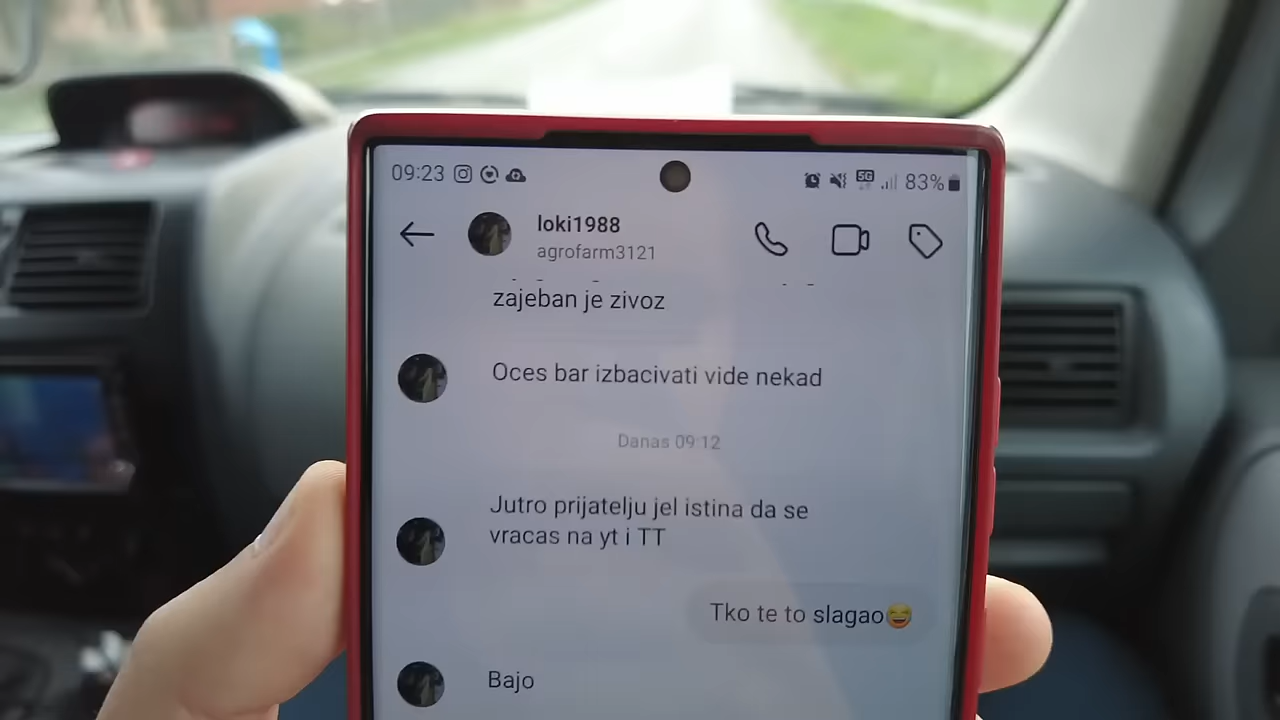 09:23
5G
83%
loki1988
agrofarm3121
zajeban je zivoz
Oces bar izbacivati vide nekad
Danas 09:12
Jutro prijatelju jel istina da se
vracas na yt i TT
Tko te to slagao😅
Bajo